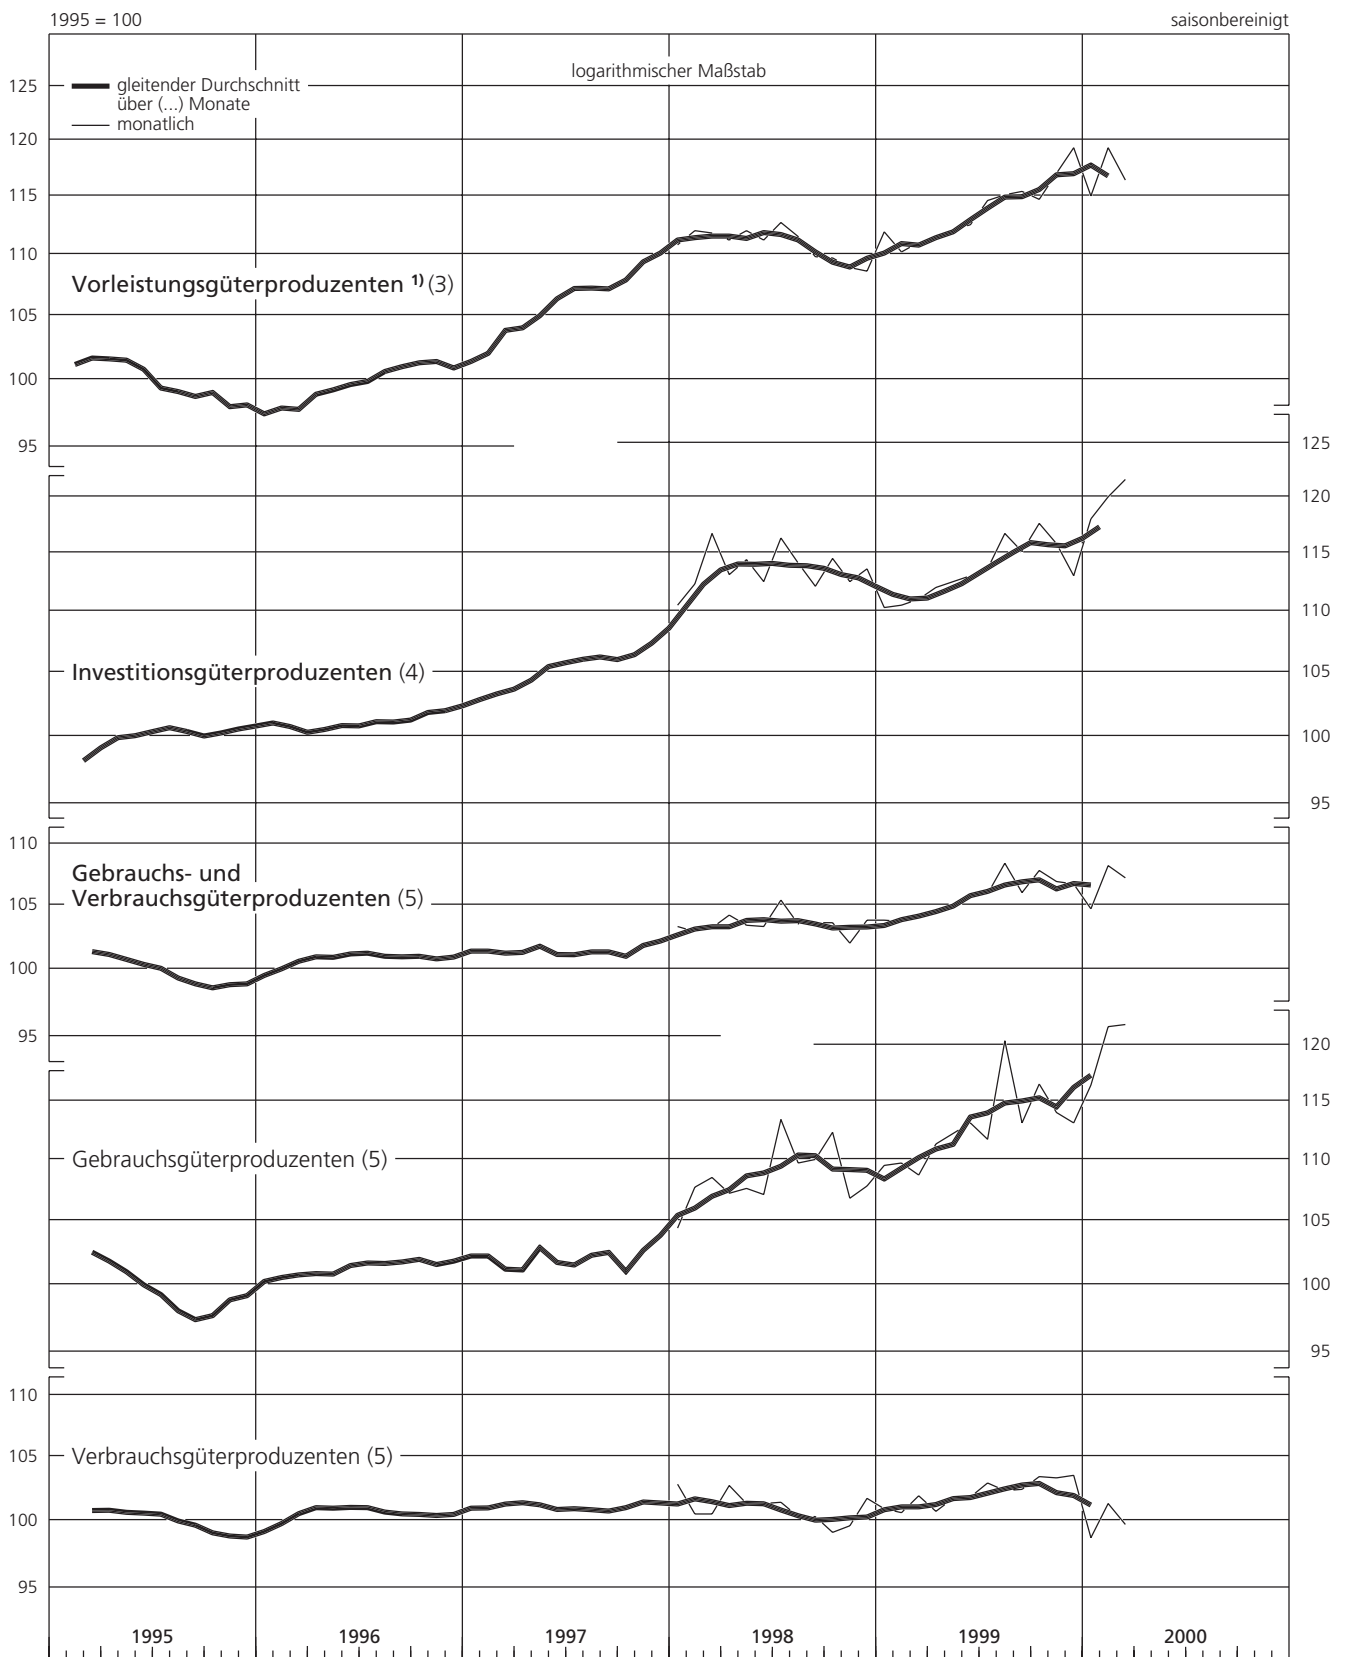 1995 = 100
saisonbereinigt
logarithmischer Maßstab
125
gleitender Durchschnitt
über (...) Monate
monatlich
120
115
110
Vorleistungsgüterproduzenten 1) (3)
105
100
95
125
120
115
110
Investitionsgüterproduzenten (4)
105
100
95
110
Gebrauchs- und
Verbrauchsgüterproduzenten (5)
105
100
95
120
115
Gebrauchsgüterproduzenten (5)
110
105
100
95
110
105
Verbrauchsgüterproduzenten (5)
100
95
1995 1996 1997 1998 1999 2000